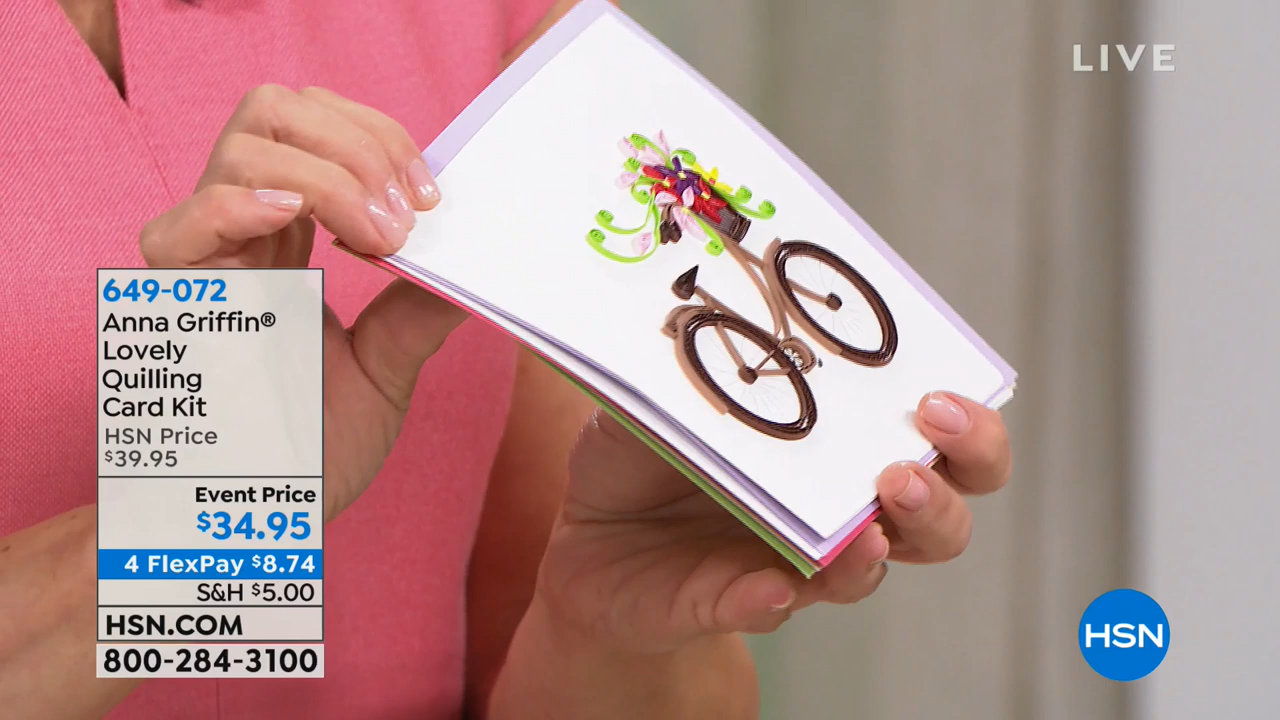 LIVE
649-072
Anna Griffin®
Lovely
Quilling
Card Kit
HSN Price
$39.95
Event Price
$34.95
4 FlexPay $8.74
S&H $5.00
HSN.COM
800-284-3100
HSN